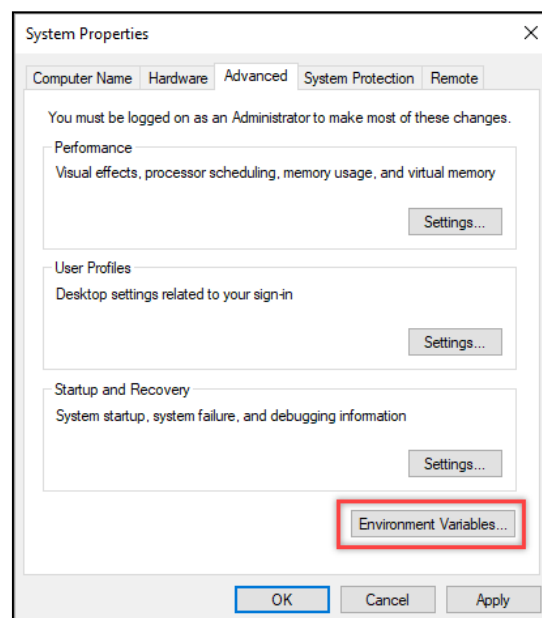 System Properties
Computer Name Hardware Advanced System Protection Remote
You must be logged on as an Administrator to make most of these changes.
Performance
Visual effects, processor scheduling, memory usage, and virtual memory
Settings...
User Profiles
Desktop settings related to your sign-in
Settings...
Startup and Recovery
System startup, system failure, and debugging information
Settings...
Environment Variables...
OK Cancel Apply